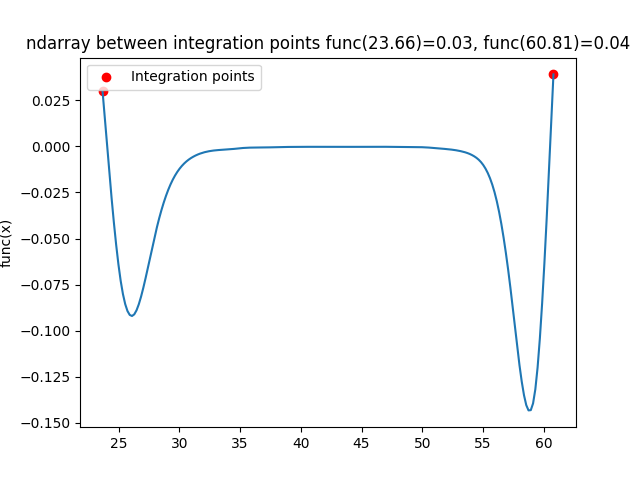 ndarray between integration points func(23.66)=0.03, func(60.81)=0.04
Integration points
func(x)
0.025
0.000
−0.025
−0.050
−0.075
−0.100
−0.125
−0.150
25 30 35 40 45 50 55 60